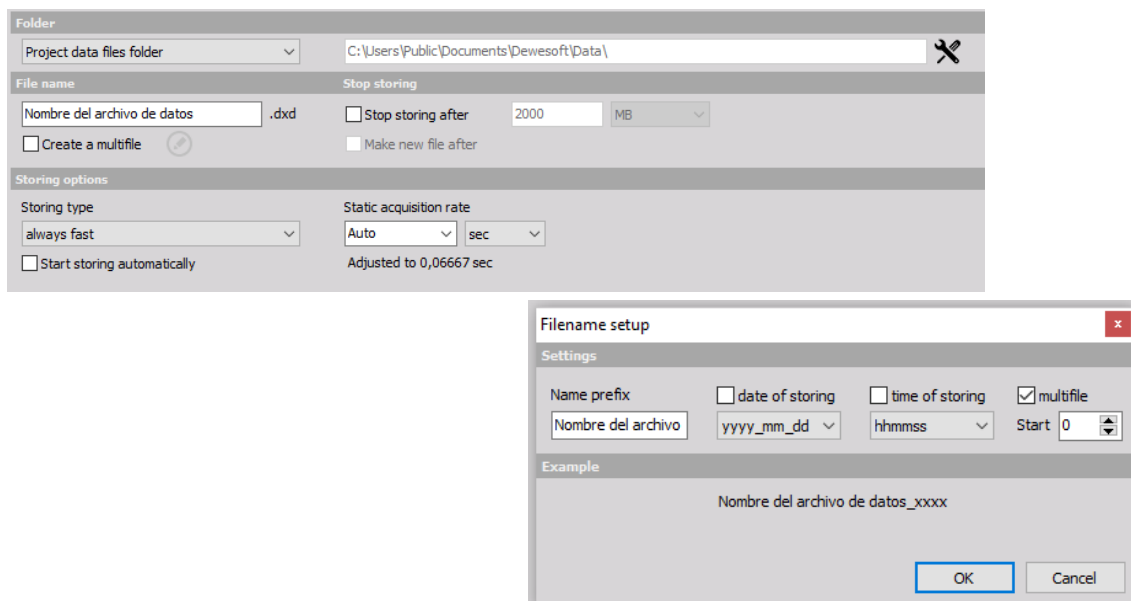 Folder
Project data files folder C:\Users\Public\Documents\Dewesoft\Data\
File name Stop storing
Nombre del archivo de datos .dxd Stop storing after 2000 MB
Create a multifile Make new file after
Storing options
Storing type Static acquisition rate
always fast Auto sec
Start storing automatically Adjusted to 0,06667 sec
Filename setup x
Settings
Name prefix date of storing time of storing multifile
Nombre del archivo yyyy_mm_dd hhmmss Start 0
Example
Nombre del archivo de datos_xxxx
OK Cancel